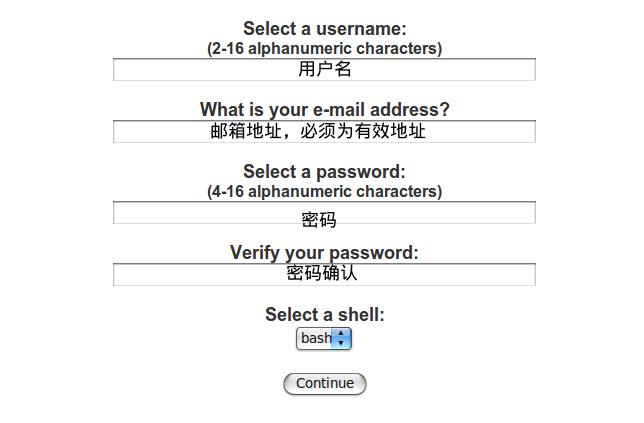 Select a username:
(2-16 alphanumeric characters)
用户名
What is your e-mail address?
邮箱地址，必须为有效地址
Select a password:
(4-16 alphanumeric characters)
密码
Verify your password:
密码确认
Select a shell:
bash
Continue